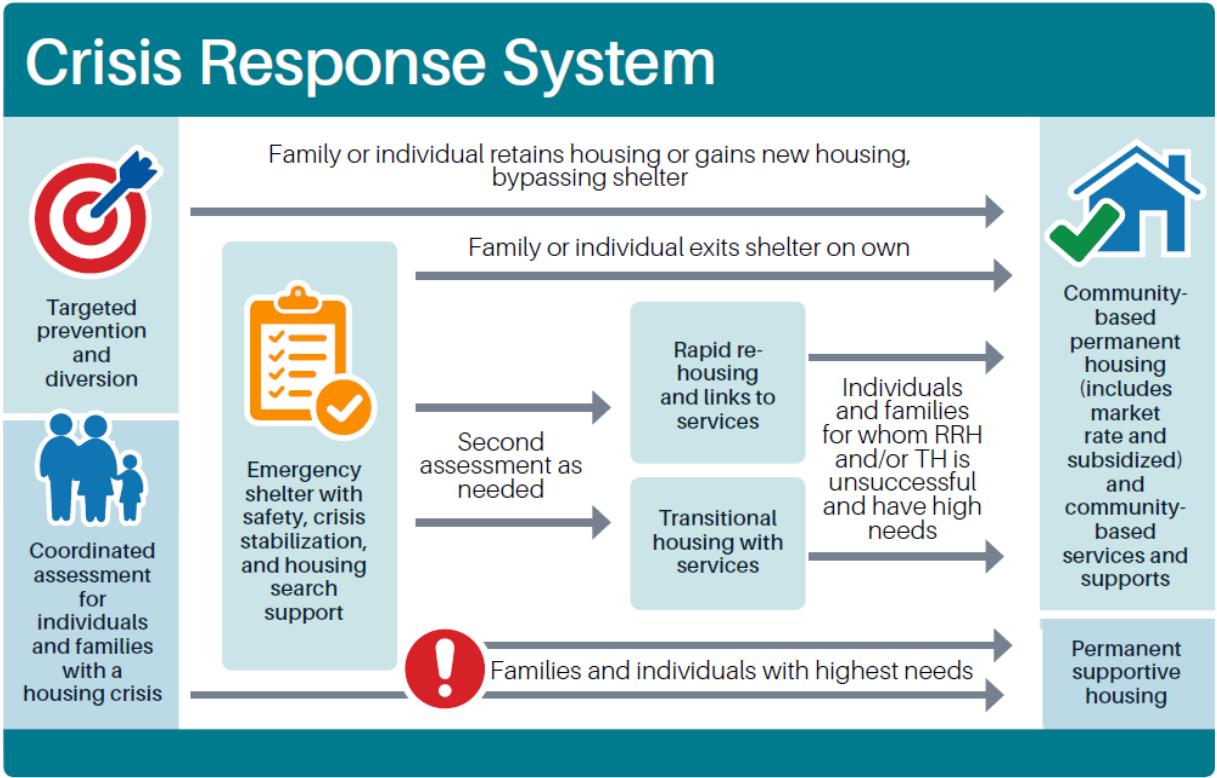 Crisis Response System
Family or individual retains housing or gains new housing,
bypassing shelter
Family or individual exits shelter on own
Targeted
prevention
and
diversion
Coordinated
assessment
for
individuals
and families
with a
housing crisis
Emergency
shelter with
safety, crisis
stabilization,
and housing
search
support
Second
assessment as
needed
Rapid re-
housing
and links to
services
Transitional
housing with
services
Individuals
and families
for whom RRH
and/or TH is
unsuccessful
and have high
needs
Families and individuals with highest needs
Community-
based
permanent
housing
(includes
market
rate and
subsidized)
and
community-
based
services and
supports
Permanent
supportive
housing